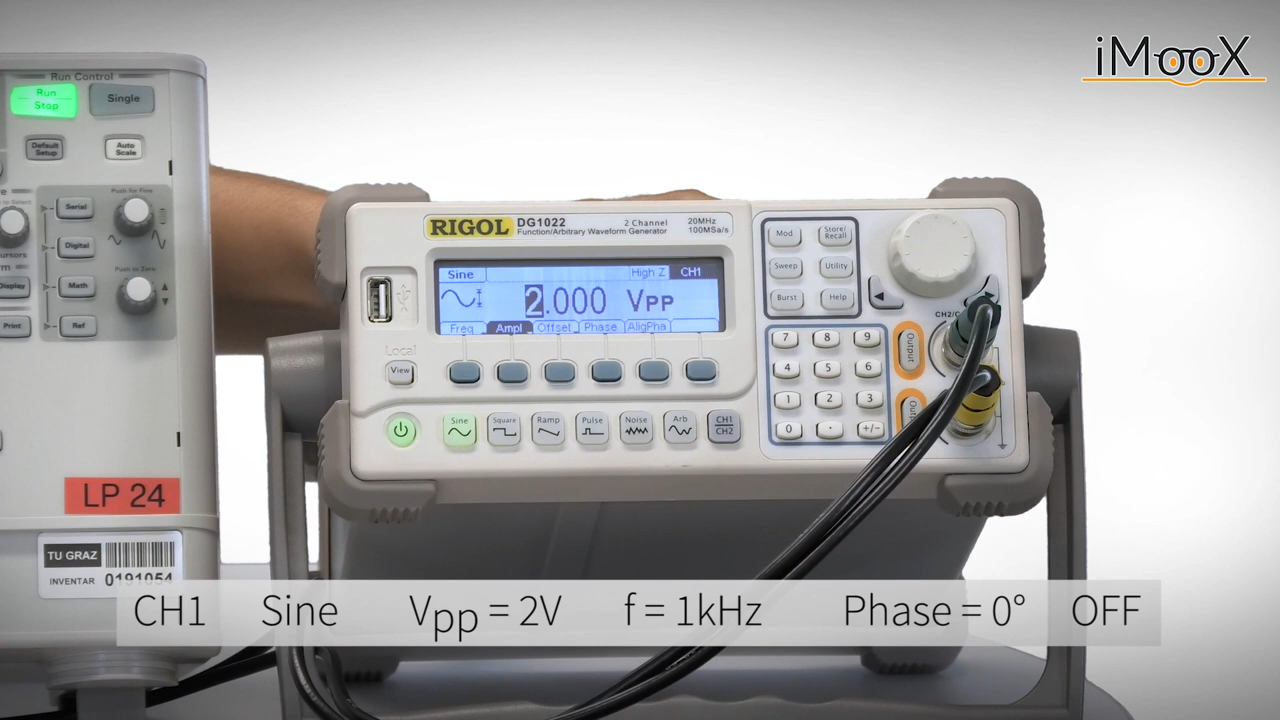 iMooX
Run Control
Run
Stop
Single
Default
Setup
Auto
Scale
Push for Fine
Serial
Digital
Push to Zero
Math
Display
Print
Ref
LP 24
TU GRAZ
INVENTAR 0191054
RIGOL DG1022 2 Channel 20MHz
Function/Arbitrary Waveform Generator 100MSa/s
Sine High Z CH1
2.000 VPP
Freq Ampl Offset Phase AligPha
Local
View
Sine Square Ramp Pulse Noise Arb CH1
CH2
Mod Store/
Recall
Sweep Utility
Burst Help
7 8 9
4 5 6
1 2 3
0 . +/-
Output
CH1 Sine Vpp = 2V f = 1kHz Phase = 0° OFF